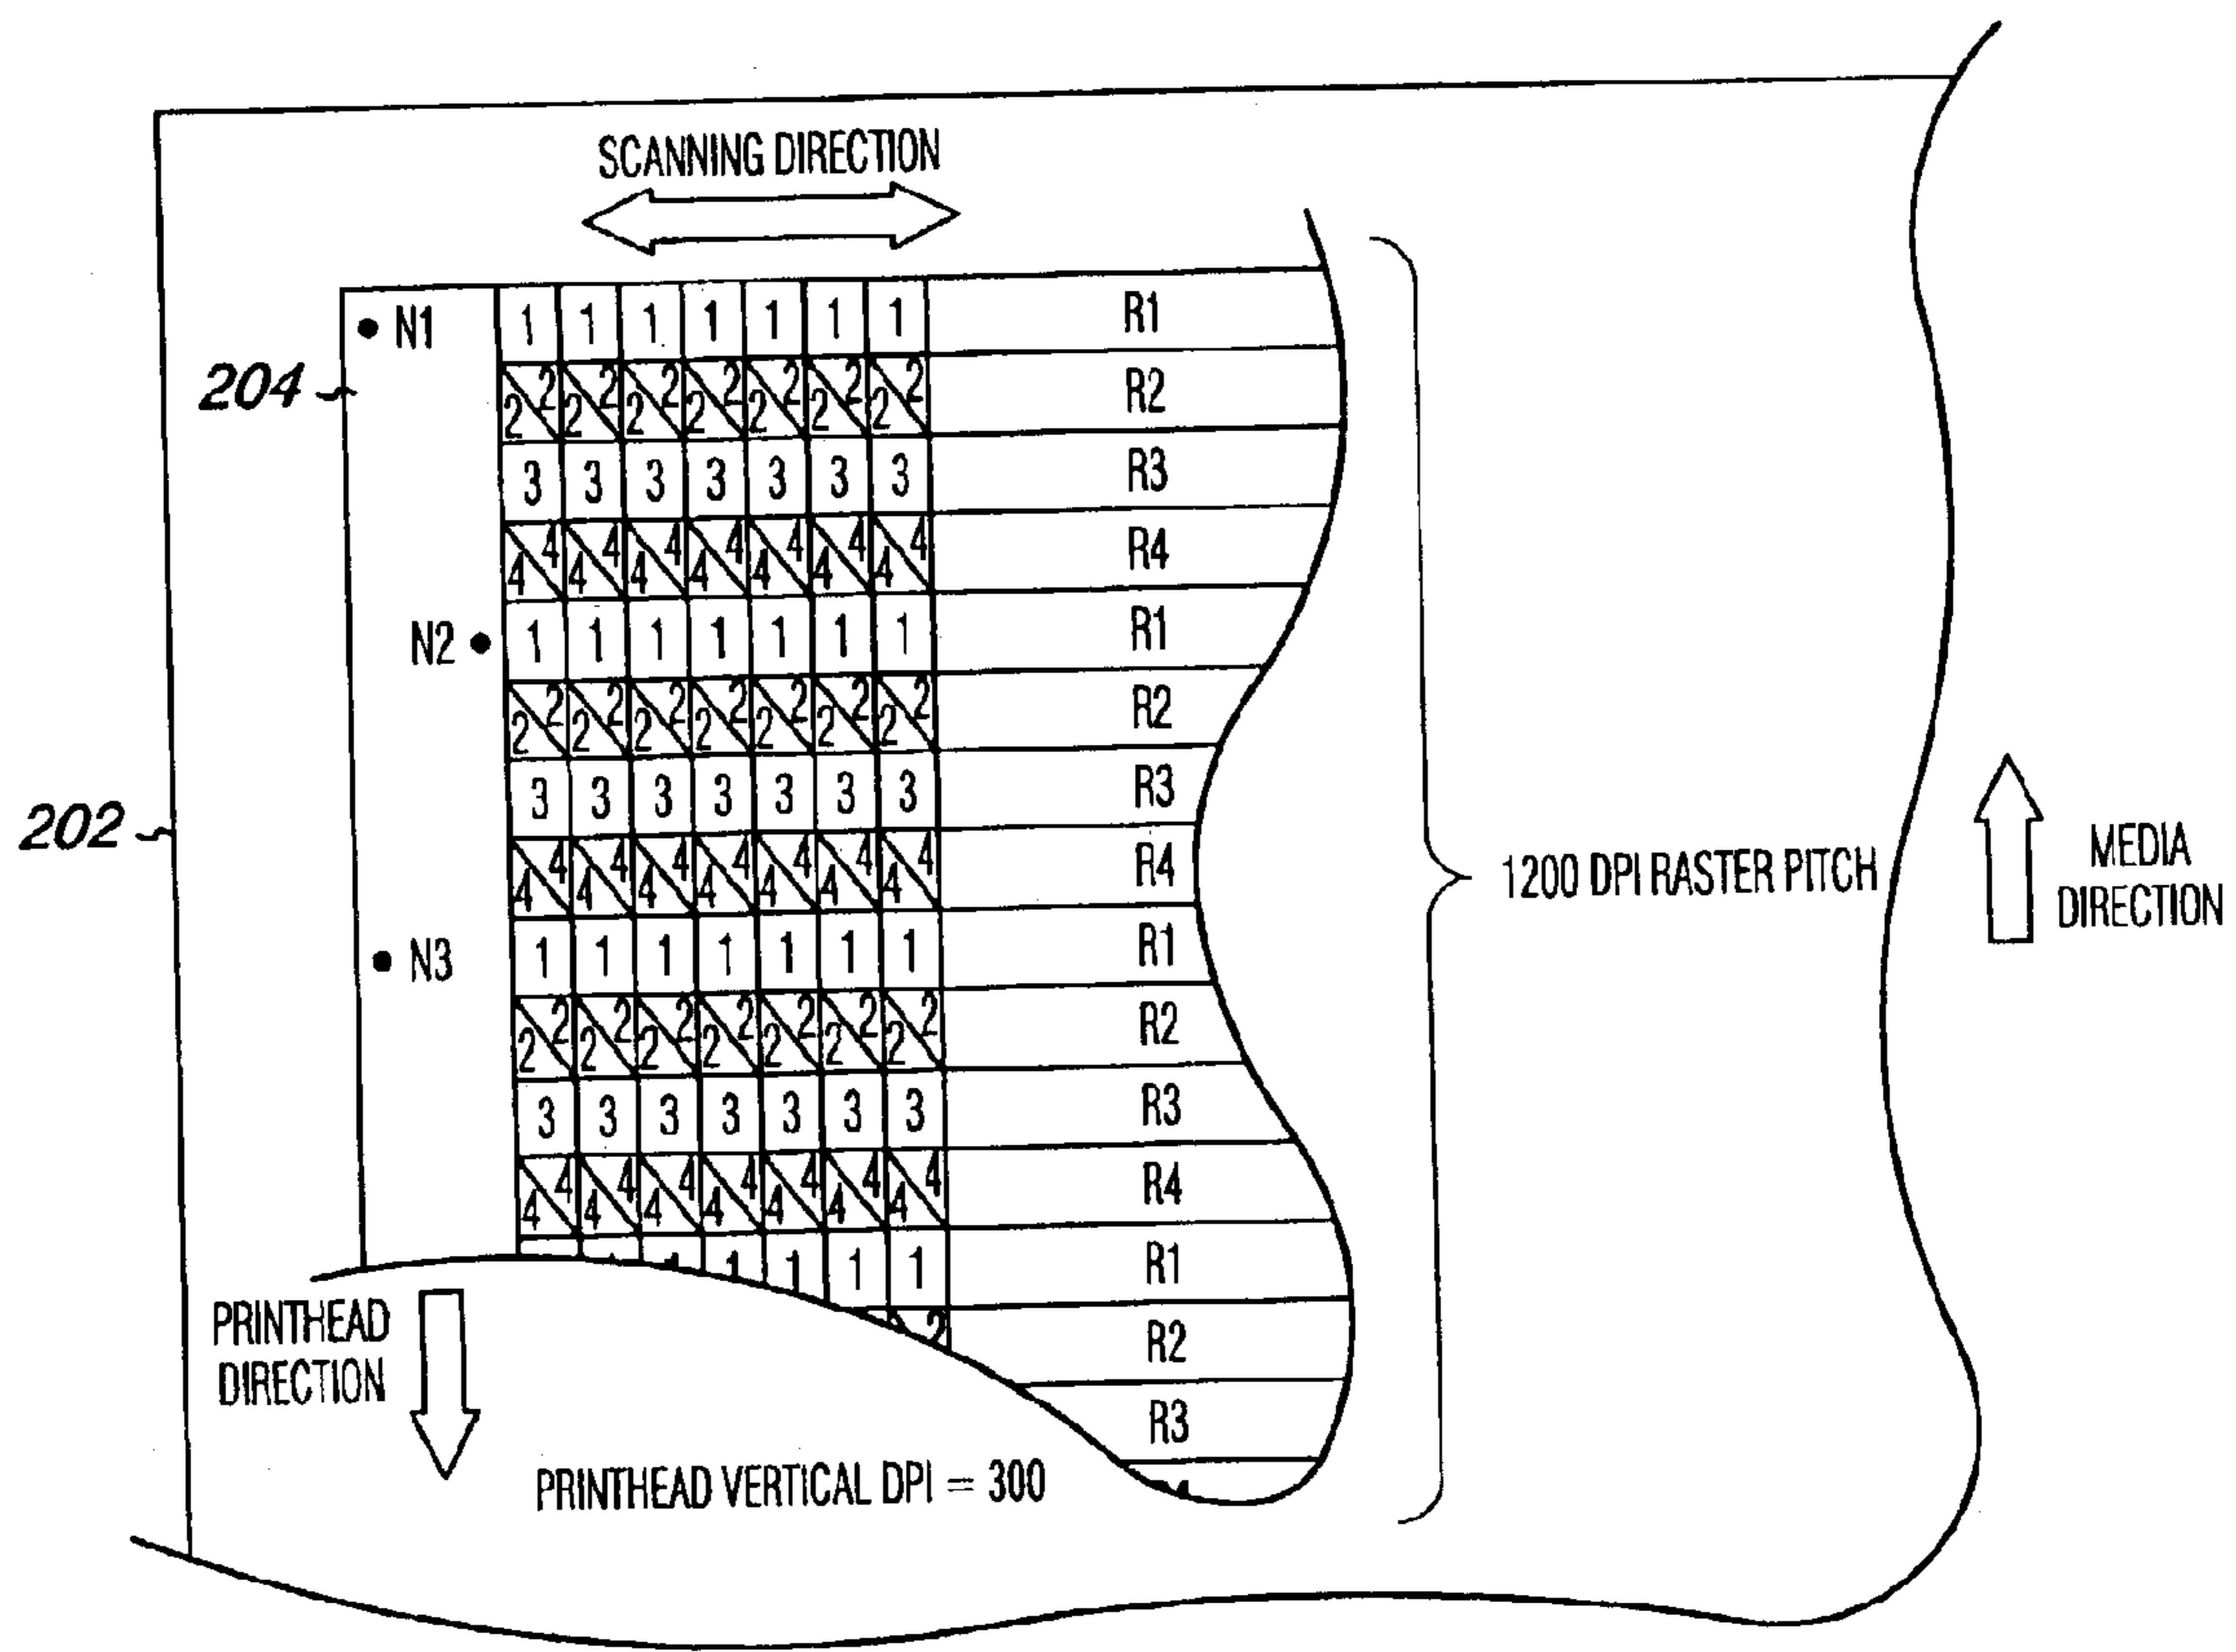 SCANNING DIRECTION
N1 1 1 1 1 1 1 1 R1
204
2 2 2 2 2 2 2 2 2 2 2 2 2 2 R2
3 3 3 3 3 3 3 R3
4 4 4 4 4 4 4 4 4 4 4 4 4 4 R4
N2 1 1 1 1 1 1 1 R1
2 2 2 2 2 2 2 2 2 2 2 2 2 2 R2
3 3 3 3 3 3 3 R3
202
4 4 4 4 4 4 4 4 4 4 4 4 4 4 R4
1200 DPI RASTER PITCH
MEDIA
DIRECTION
N3 1 1 1 1 1 1 1 R1
2 2 2 2 2 2 2 2 2 2 2 2 2 2 R2
3 3 3 3 3 3 3 R3
4 4 4 4 4 4 4 4 4 4 4 4 4 4 R4
1 1 1 1 R1
2 R2
R3
PRINTHEAD
DIRECTION
PRINTHEAD VERTICAL DPI = 300